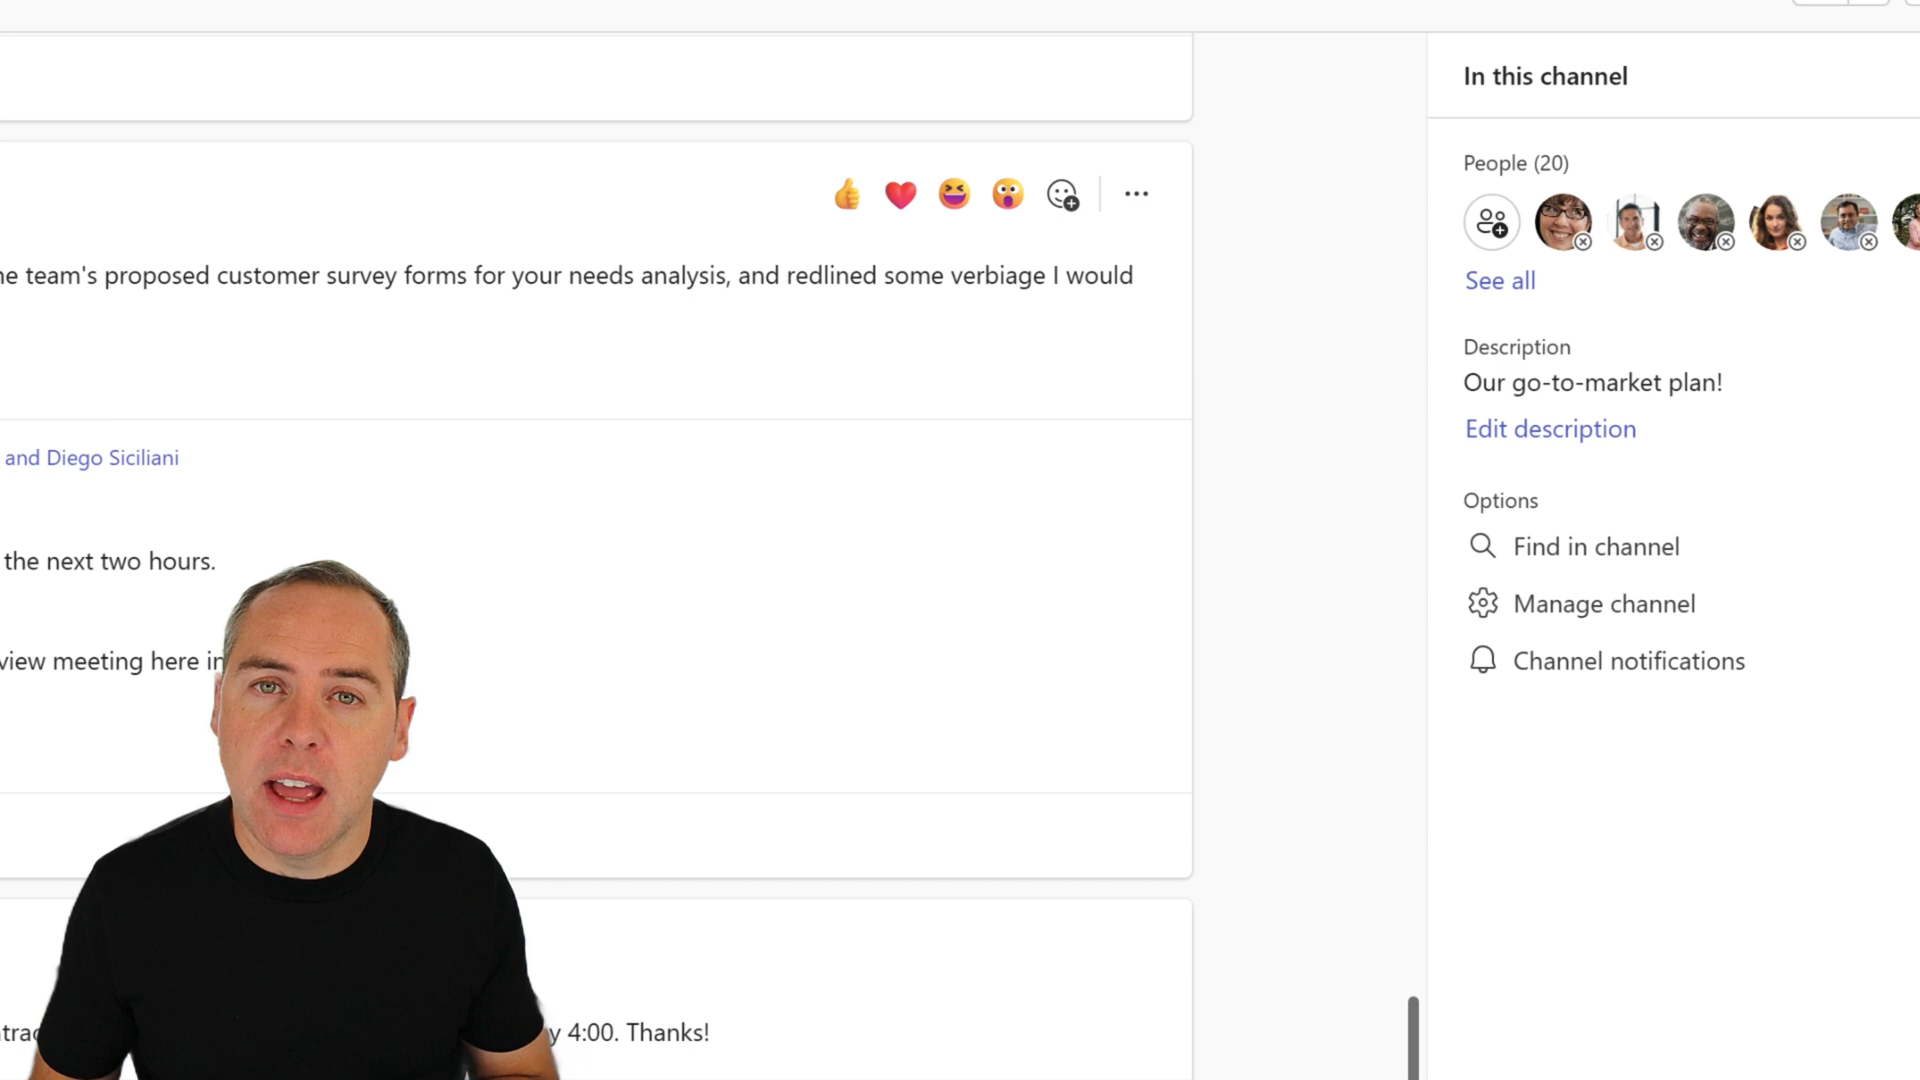 In this channel
People (20)
See all
team's proposed customer survey forms for your needs analysis, and redlined some verbiage I would
Description
Our go-to-market plan!
Edit description
and Diego Siciliani
Options
the next two hours.
Find in channel
Manage channel
view meeting here in
Channel notifications
4:00. Thanks!